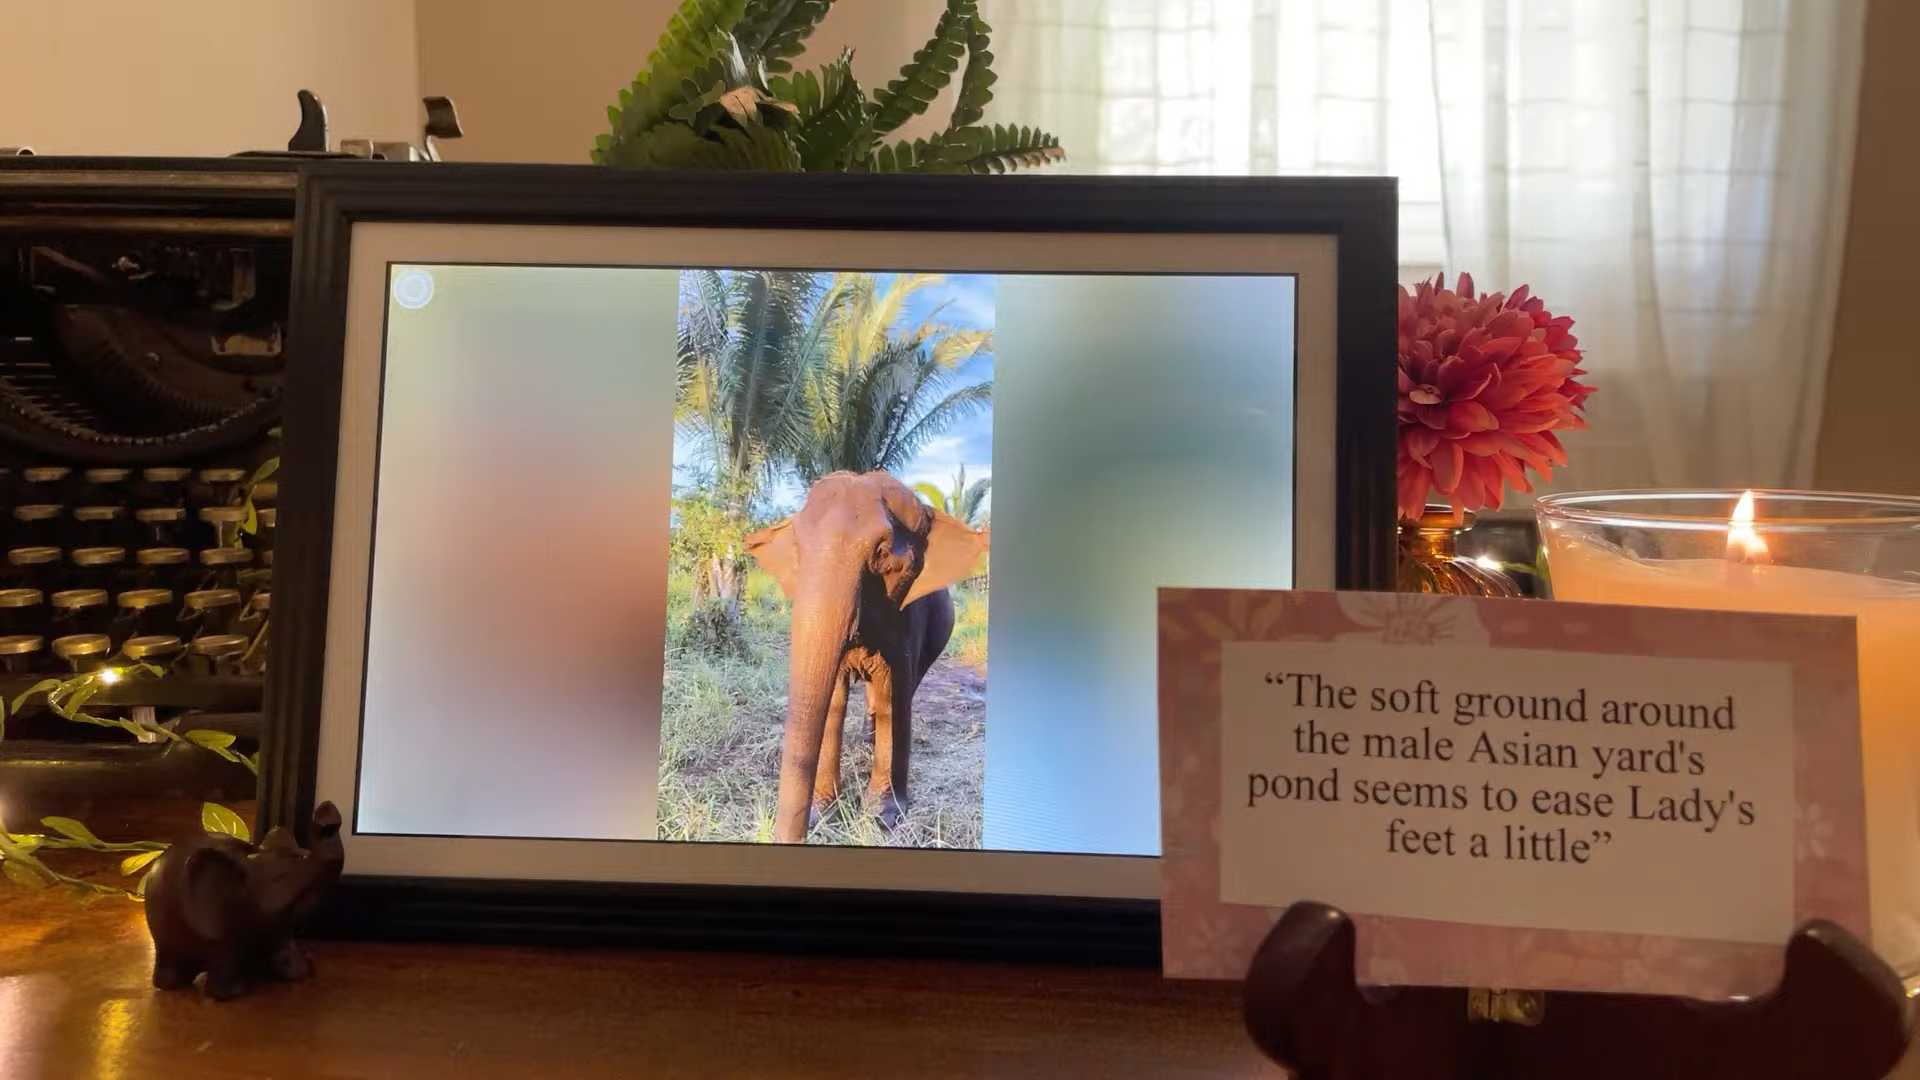 “The soft ground around
the male Asian yard's
pond seems to ease Lady's
feet a little”